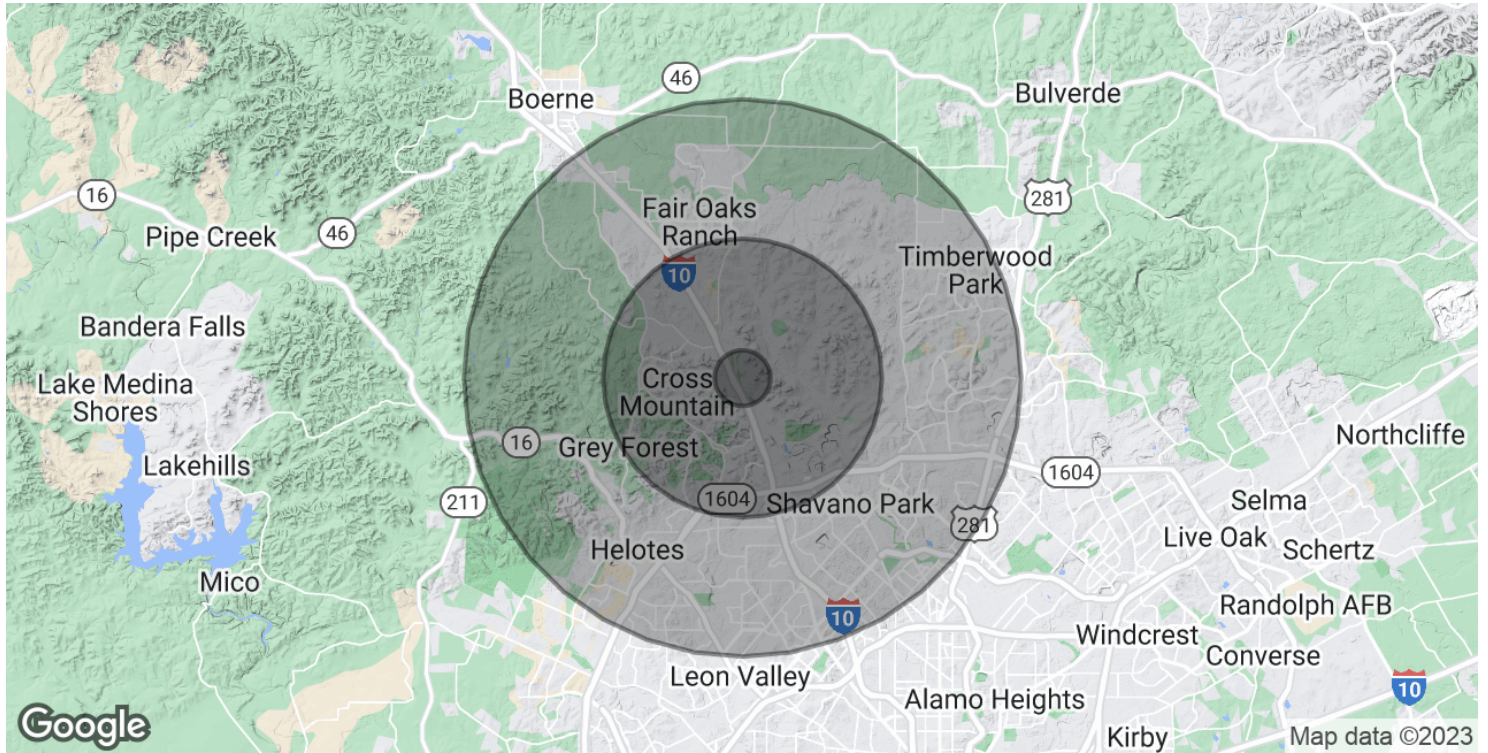 46
Boerne
Bulverde
16
281
Fair Oaks
Ranch
Pipe Creek
46
Timberwood
Park
10
Bandera Falls
Lake Medina
Shores
Cross
Mountain
16
Grey Forest
Northcliffe
Lakehills
1604
211
1604
Shavano Park
Selma
281
Live Oak
Schertz
Helotes
Mico
Randolph AFB
10
Windcrest
Converse
Leon Valley
Alamo Heights
10
Google
Kirby
Map data ©2023